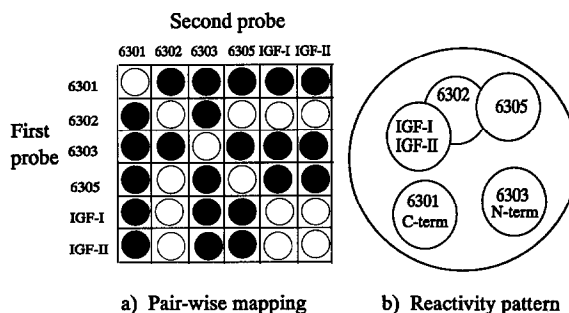 Second probe
6301 6302 6303 6305 IGF-I IGF-II
First probe
6301
6302
6303
6305
IGF-I
IGF-II
a) Pair-wise mapping
6302
6305
IGF-I
IGF-II
6301
C-term
6303
N-term
b) Reactivity pattern